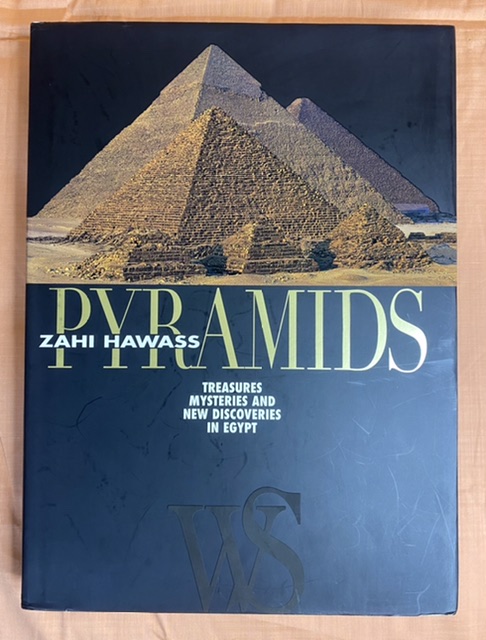 PYRAMIDS
ZAHI HAWASS
TREASURES
MYSTERIES AND
NEW DISCOVERIES
IN EGYPT
WS